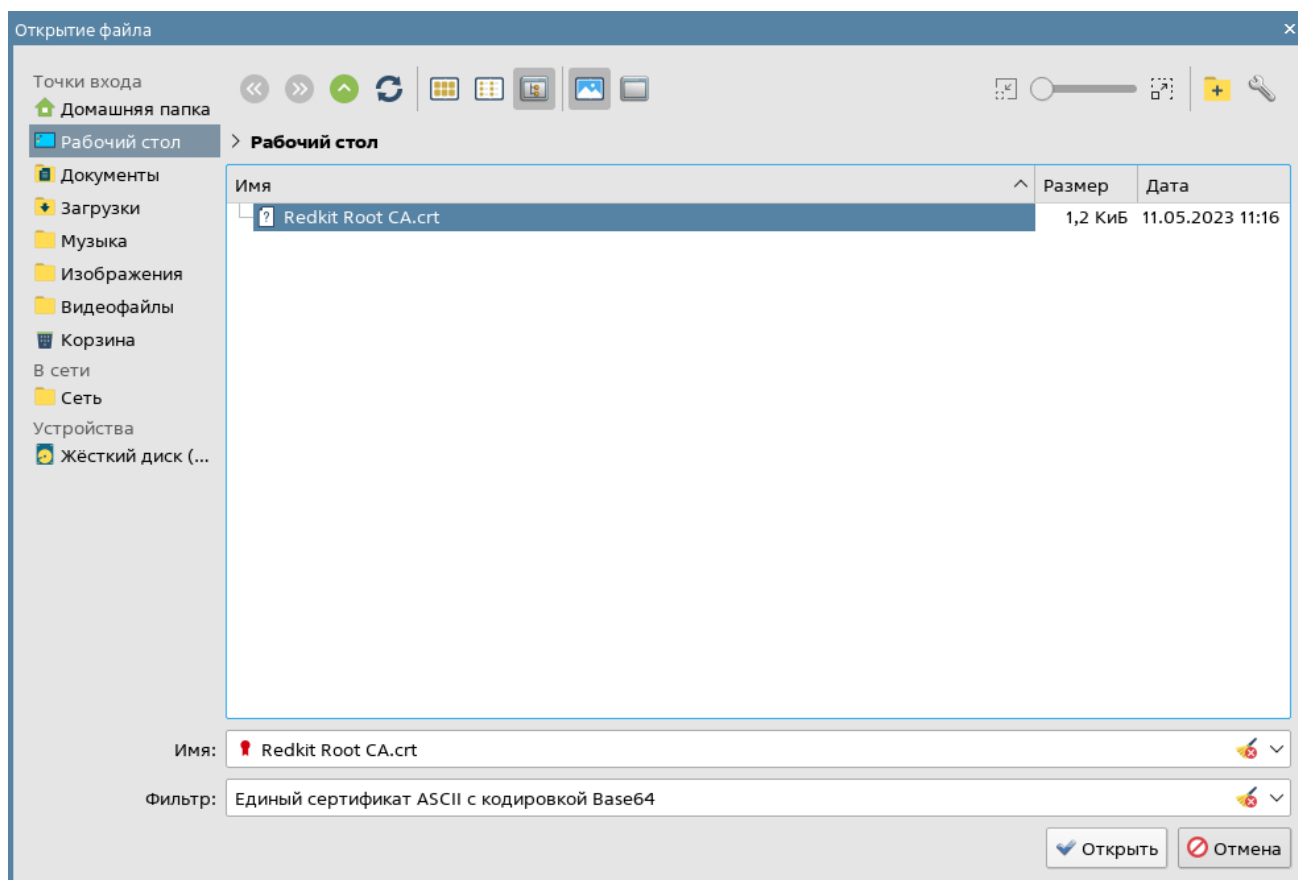 Открытие файла
Точки входа
Домашняя папка
Рабочий стол
Документы
Загрузки
Музыка
Изображения
Видеофайлы
Корзина
В сети
Сеть
Устройства
Жёсткий диск (...
> Рабочий стол
Имя Размер Дата
Redkit Root CA.crt 1,2 КиБ 11.05.2023 11:16
Имя: Redkit Root CA.crt
Фильтр: Единый сертификат ASCII с кодировкой Base64
Открыть Отмена